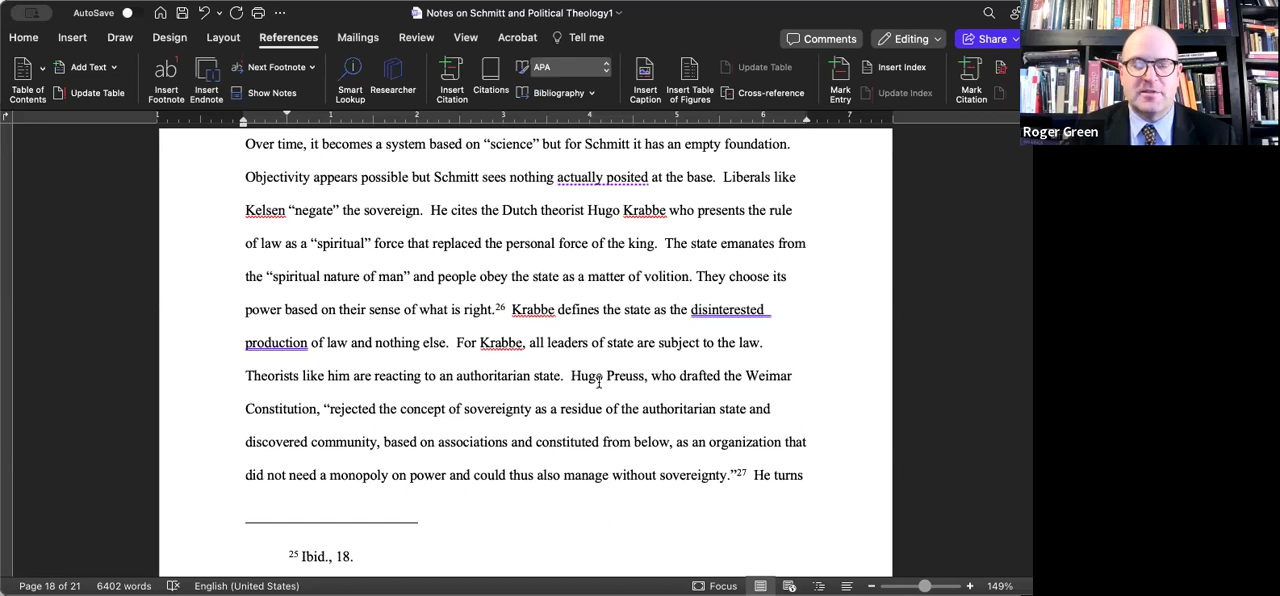 AutoSave
Notes on Schmitt and Political Theology1
Home Insert Draw Design Layout References Mailings Review View Acrobat Tell me
Comments Editing Share
Table of
Contents
Add Text
Update Table
ab
Insert
Footnote
Insert
Endnote
ab Next Footnote
Show Notes
Smart
Lookup
Researcher
Insert
Citation
Citations
APA
Bibliography
Insert
Caption
Insert Table
of Figures
Update Table
Cross-reference
Mark
Entry
Insert Index
Update Index
Mark
Citation
Roger Green
1 1 2 3 4 5 6 7
Over time, it becomes a system based on “science” but for Schmitt it has an empty foundation.
Objectivity appears possible but Schmitt sees nothing actually posited at the base. Liberals like
Kelsen “negate” the sovereign. He cites the Dutch theorist Hugo Krabbe who presents the rule
of law as a “spiritual” force that replaced the personal force of the king. The state emanates from
the “spiritual nature of man” and people obey the state as a matter of volition. They choose its
power based on their sense of what is right.26 Krabbe defines the state as the disinterested
production of law and nothing else. For Krabbe, all leaders of state are subject to the law.
Theorists like him are reacting to an authoritarian state. Hugo Preuss, who drafted the Weimar
Constitution, “rejected the concept of sovereignty as a residue of the authoritarian state and
discovered community, based on associations and constituted from below, as an organization that
did not need a monopoly on power and could thus also manage without sovereignty.”27 He turns
25 Ibid., 18.
Page 18 of 21 6402 words English (United States) Focus 149%